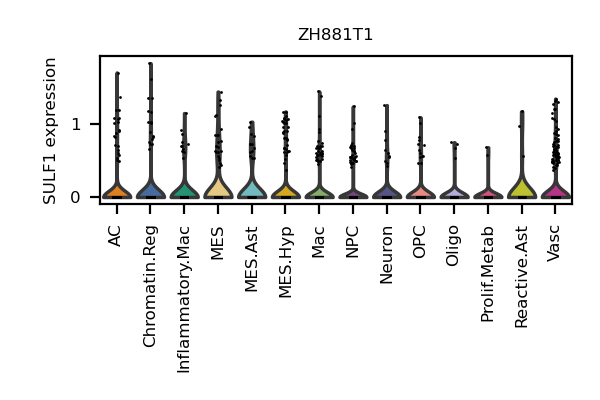 ZH881T1
SULF1 expression
1
0
AC
Chromatin.Reg
Inflammatory.Mac
MES
MES.Ast
MES.Hyp
Mac
NPC
Neuron
OPC
Oligo
Prolif.Metab
Reactive.Ast
Vasc